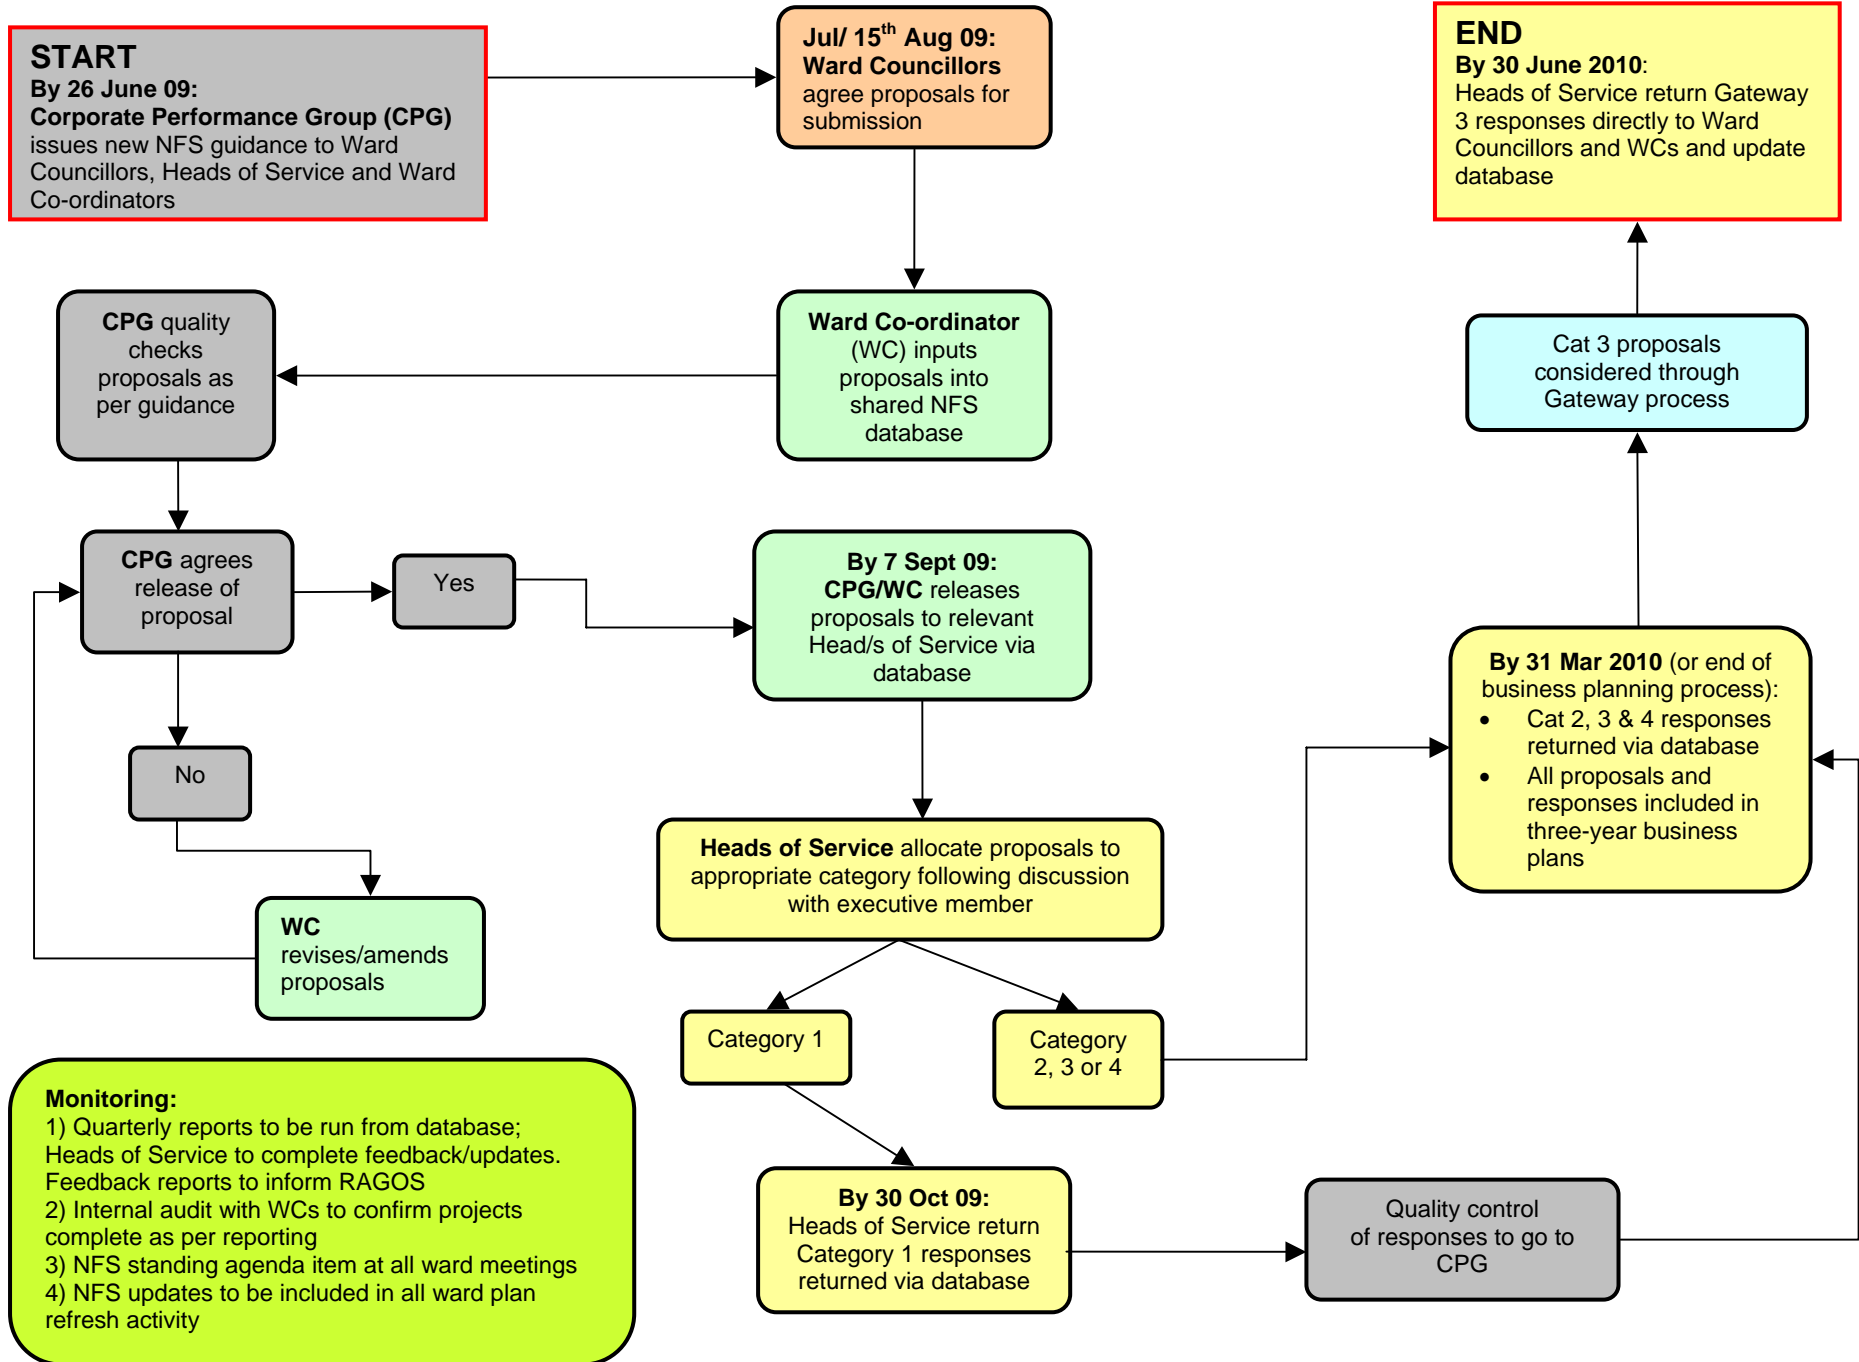 START
By 26 June 09:
Corporate Performance Group (CPG)
issues new NFS guidance to Ward
Councillors, Heads of Service and Ward
Co-ordinators
Jul/ 15th Aug 09:
Ward Councillors
agree proposals for
submission
END
By 30 June 2010:
Heads of Service return Gateway
3 responses directly to Ward
Councillors and WCs and update
database
CPG quality
checks
proposals as
per guidance
Ward Co-ordinator
(WC) inputs
proposals into
shared NFS
database
Cat 3 proposals
considered through
Gateway process
CPG agrees
release of
proposal
Yes
By 7 Sept 09:
CPG/WC releases
proposals to relevant
Head/s of Service via
database
By 31 Mar 2010 (or end of
business planning process):
• Cat 2, 3 & 4 responses
returned via database
• All proposals and
responses included in
three-year business
plans
No
Heads of Service allocate proposals to
appropriate category following discussion
with executive member
WC
revises/amends
proposals
Category 1
Category
2, 3 or 4
Monitoring:
1) Quarterly reports to be run from database;
Heads of Service to complete feedback/updates.
Feedback reports to inform RAGOS
2) Internal audit with WCs to confirm projects
complete as per reporting
3) NFS standing agenda item at all ward meetings
4) NFS updates to be included in all ward plan
refresh activity
By 30 Oct 09:
Heads of Service return
Category 1 responses
returned via database
Quality control
of responses to go to
CPG